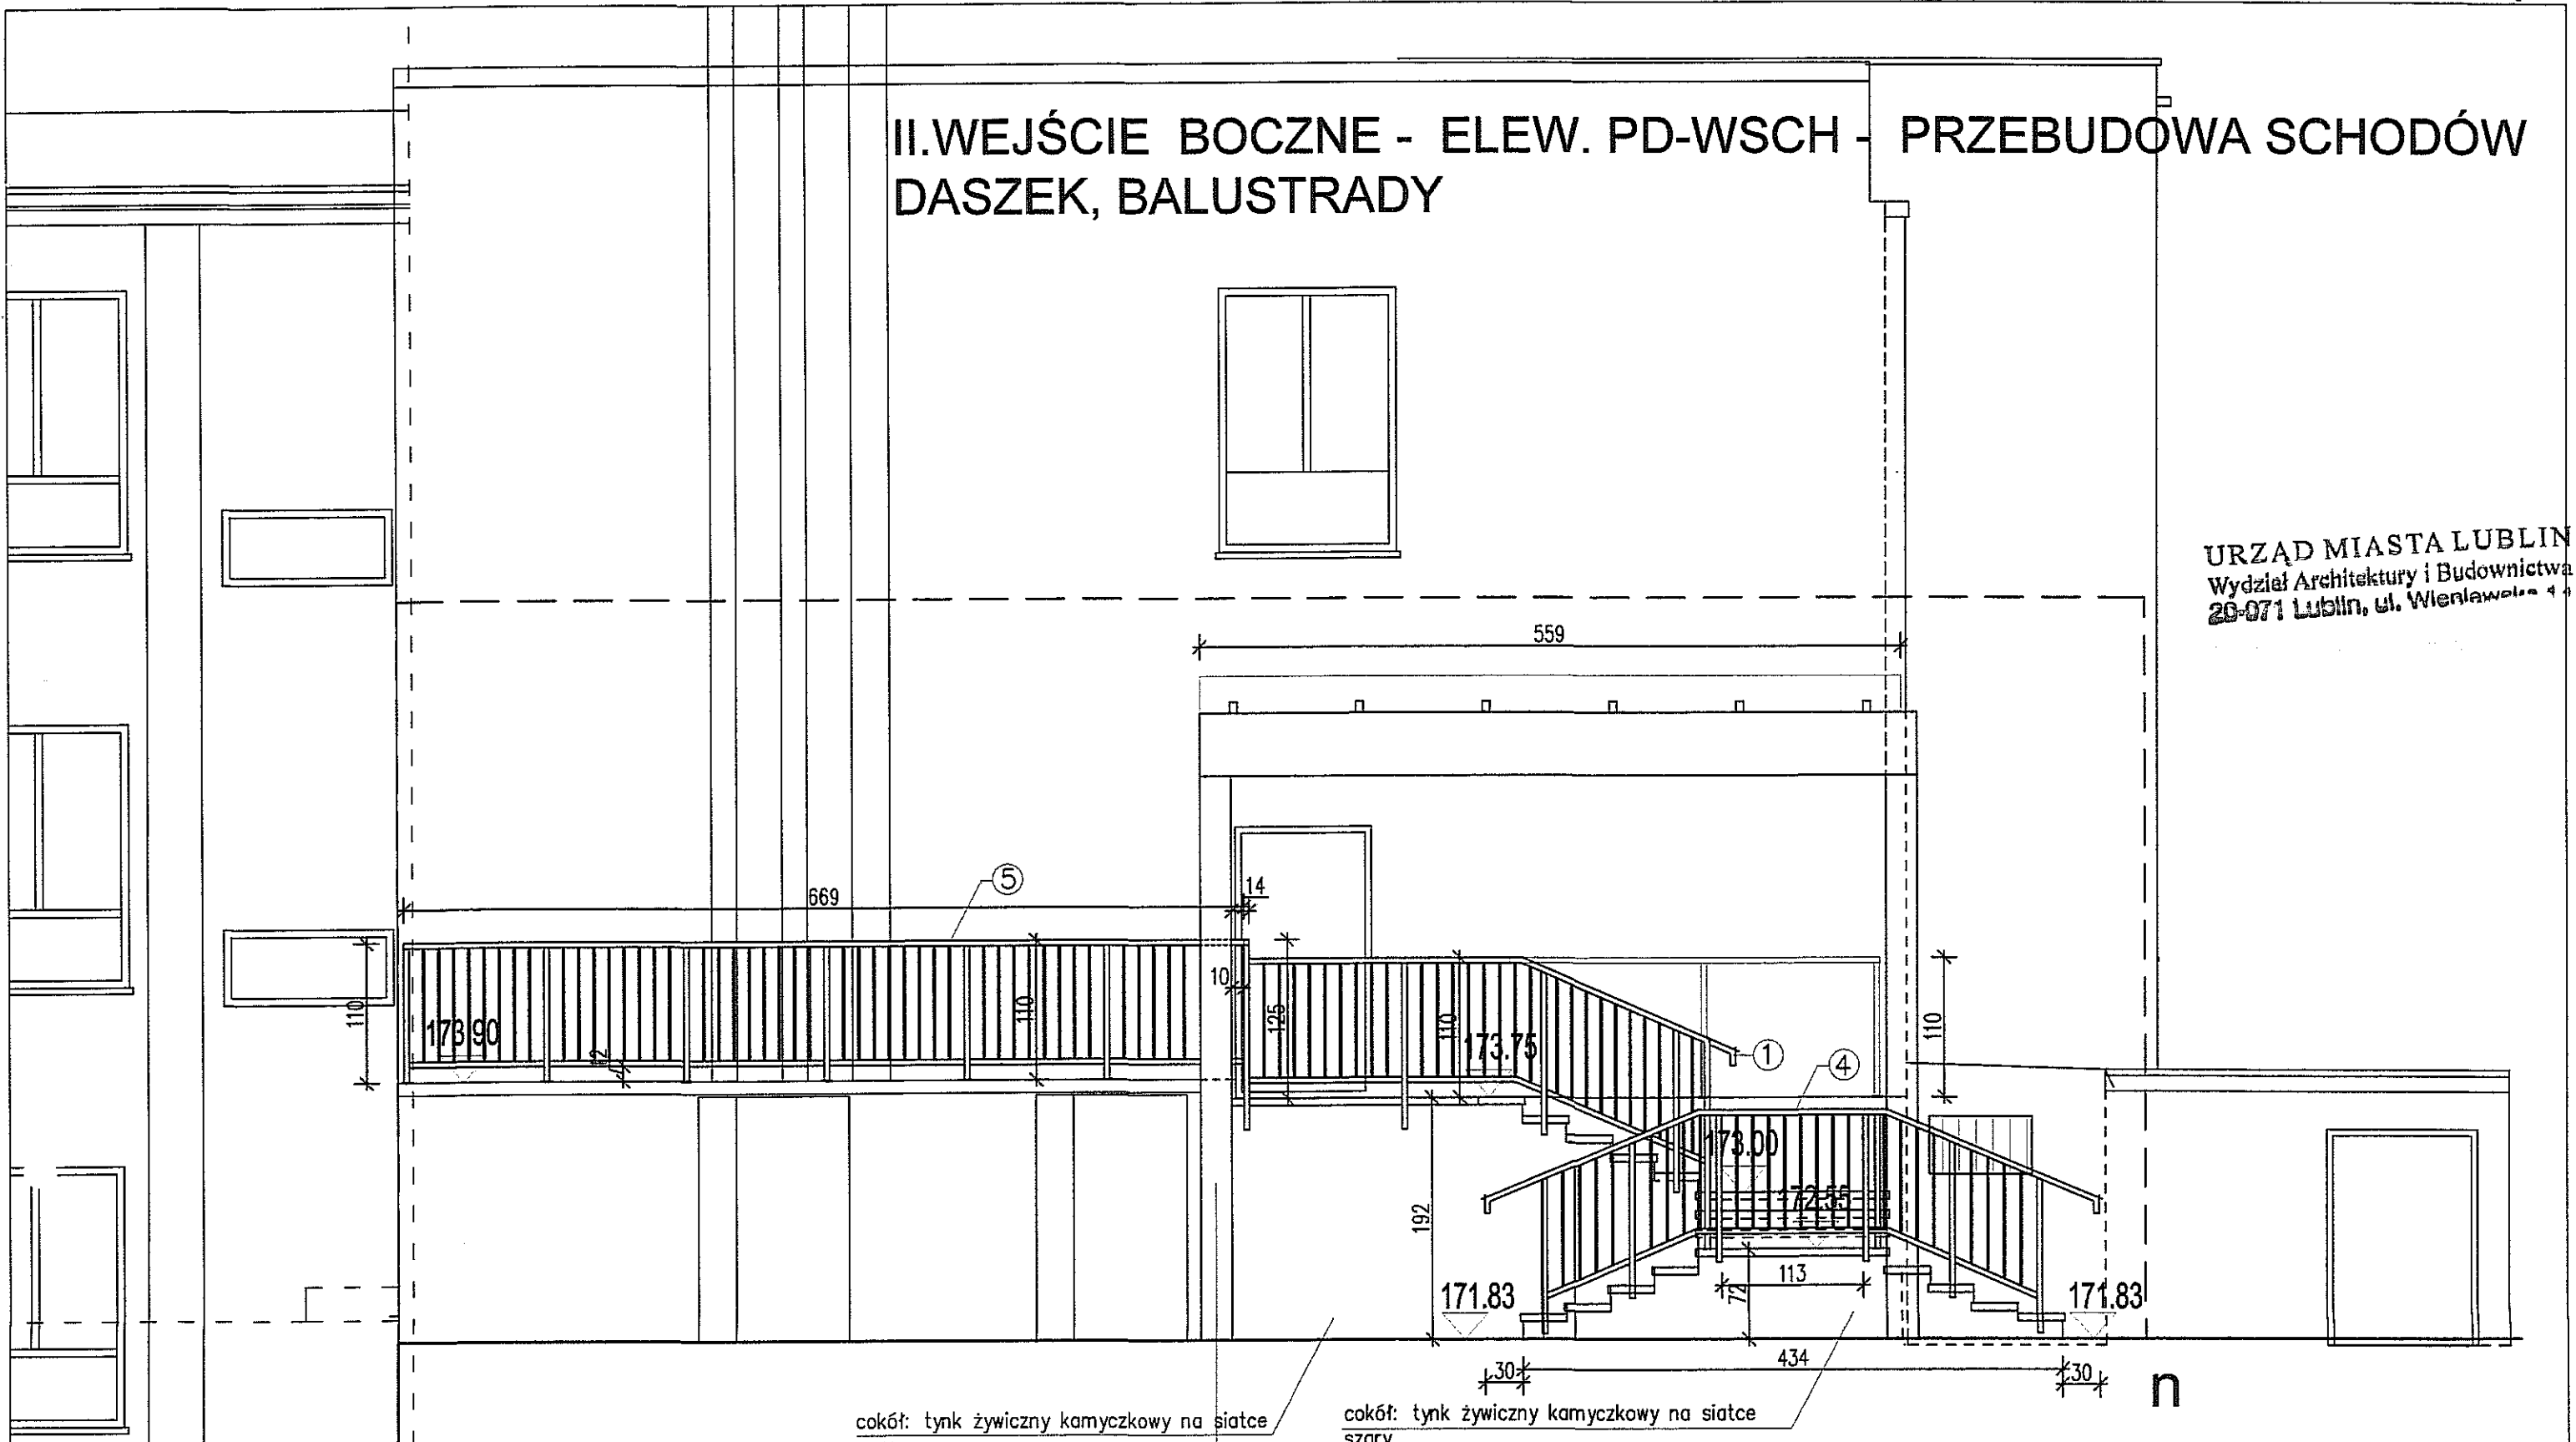 II.WEJŚCIE BOCZNE - ELEW. PD-WSCH - PRZEBUDOWA SCHODÓW
DASZEK, BALUSTRADY
URZĄD MIASTA LUBLIN
Wydział Architektury i Budownictwa
20-071 Lublin, ul.
559
669
5
14
110
173.90
12
110
10
125
110
173.75
1
4
110
173.00
172.55
192
113
72
171.83
171.83
30
434
30
n
cokół: tynk żywiczny kamyczkowy na siatce
cokół: tynk żywiczny kamyczkowy na siatce
szary